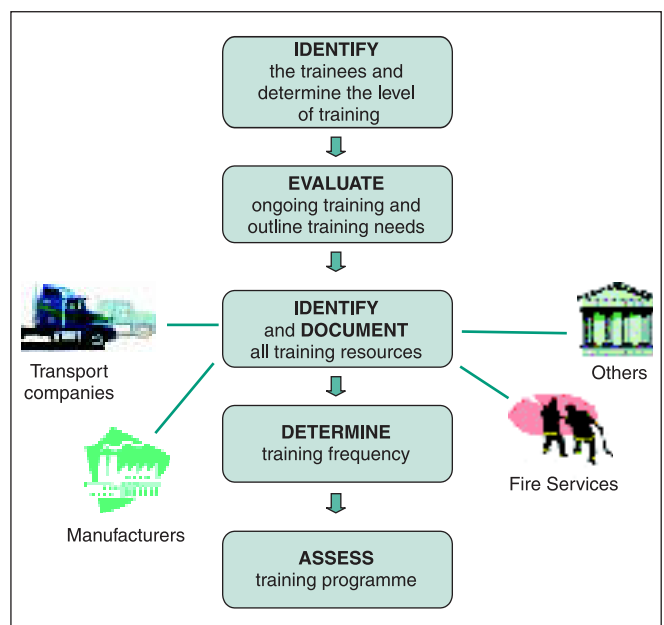 IDENTIFY
the trainees and
determine the level
of training
EVALUATE
ongoing training and
outline training needs
IDENTIFY
and DOCUMENT
all training resources
Transport
companies
Others
Manufacturers
Fire Services
DETERMINE
training frequency
ASSESS
training programme